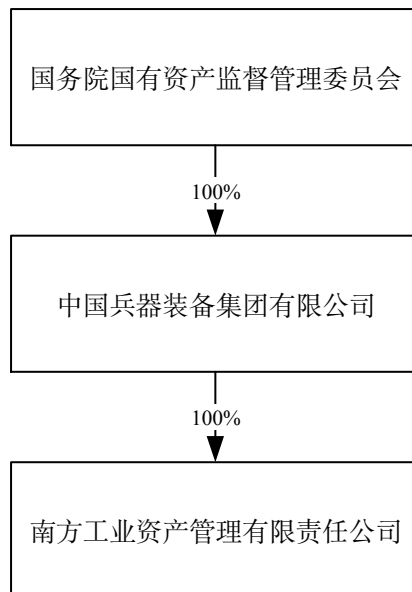 国务院国有资产监督管理委员会
100%
中国兵器装备集团有限公司
100%
南方工业资产管理有限责任公司